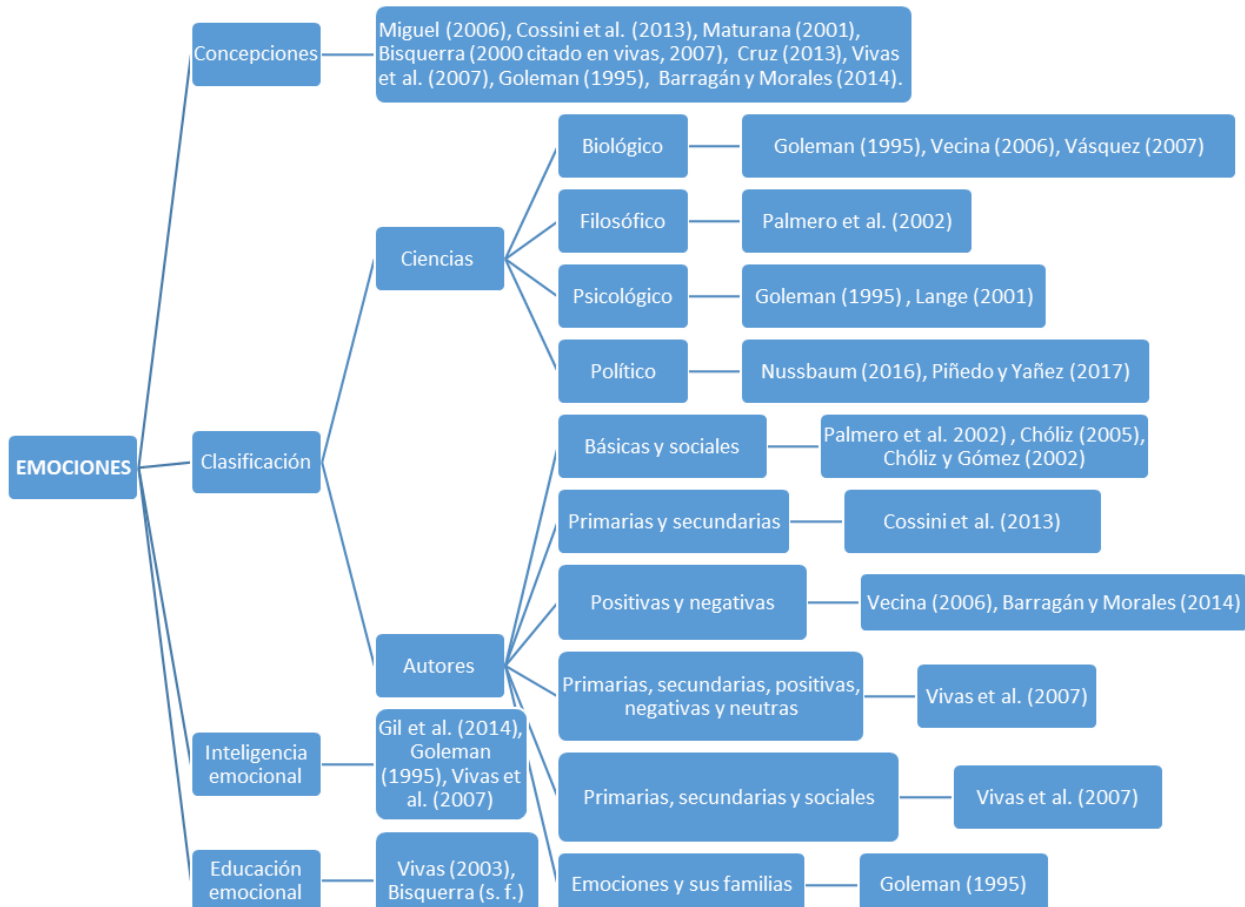 EMOCIONES
Concepciones
Miguel (2006), Cossini et al. (2013), Maturana (2001),
Bisquerra (2000 citado en vivas, 2007), Cruz (2013), Vivas
et al. (2007), Goleman (1995), Barragán y Morales (2014).
Clasificación
Ciencias
Biológico
Goleman (1995), Vecina (2006), Vásquez (2007)
Filosófico
Palmero et al. (2002)
Psicológico
Goleman (1995) , Lange (2001)
Político
Nussbaum (2016), Piñedo y Yañez (2017)
Autores
Básicas y sociales
Palmero et al. 2002) , Chóliz (2005),
Chóliz y Gómez (2002)
Primarias y secundarias
Cossini et al. (2013)
Positivas y negativas
Vecina (2006), Barragán y Morales (2014)
Primarias, secundarias, positivas,
negativas y neutras
Vivas et al. (2007)
Primarias, secundarias y sociales
Vivas et al. (2007)
Emociones y sus familias
Goleman (1995)
Inteligencia
emocional
Gil et al. (2014),
Goleman
(1995), Vivas et
al. (2007)
Educación
emocional
Vivas (2003),
Bisquerra (s. f.)